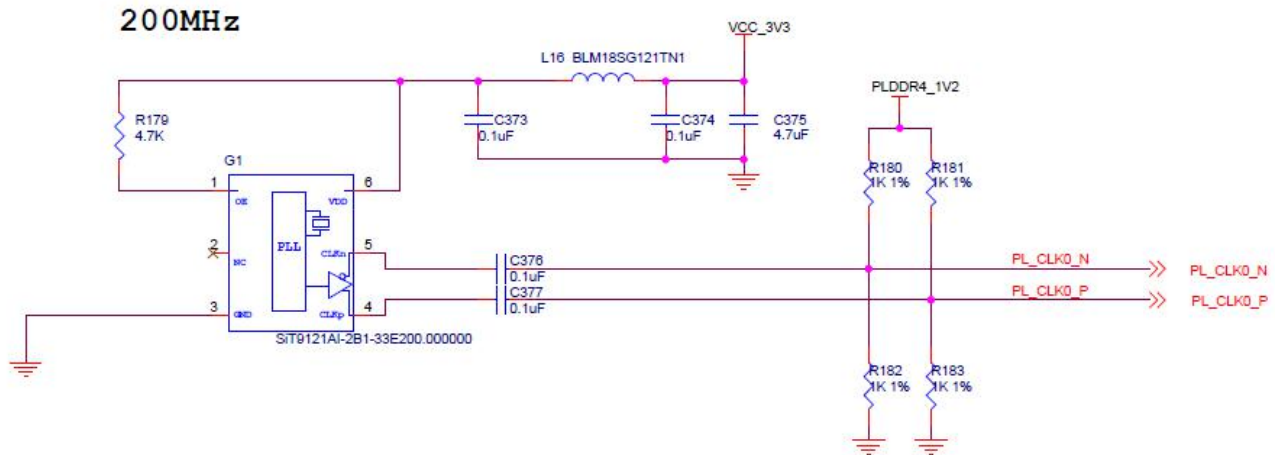 200MHz
VCC_3V3
L16 BLM18SG121TN1
PLDDR4_1V2
R179
4.7K
C373
0.1uF
C374
0.1uF
C375
4.7uF
G1
R180
1K 1%
R181
1K 1%
1
OE
6
VDD
PLL
2
NC
5
CLKn
C376
0.1uF
PL_CLK0_N
PL_CLK0_N
C377
0.1uF
PL_CLK0_P
PL_CLK0_P
3
GND
4
CLKp
SiT9121AI-2B1-33E200.000000
R182
1K 1%
R183
1K 1%